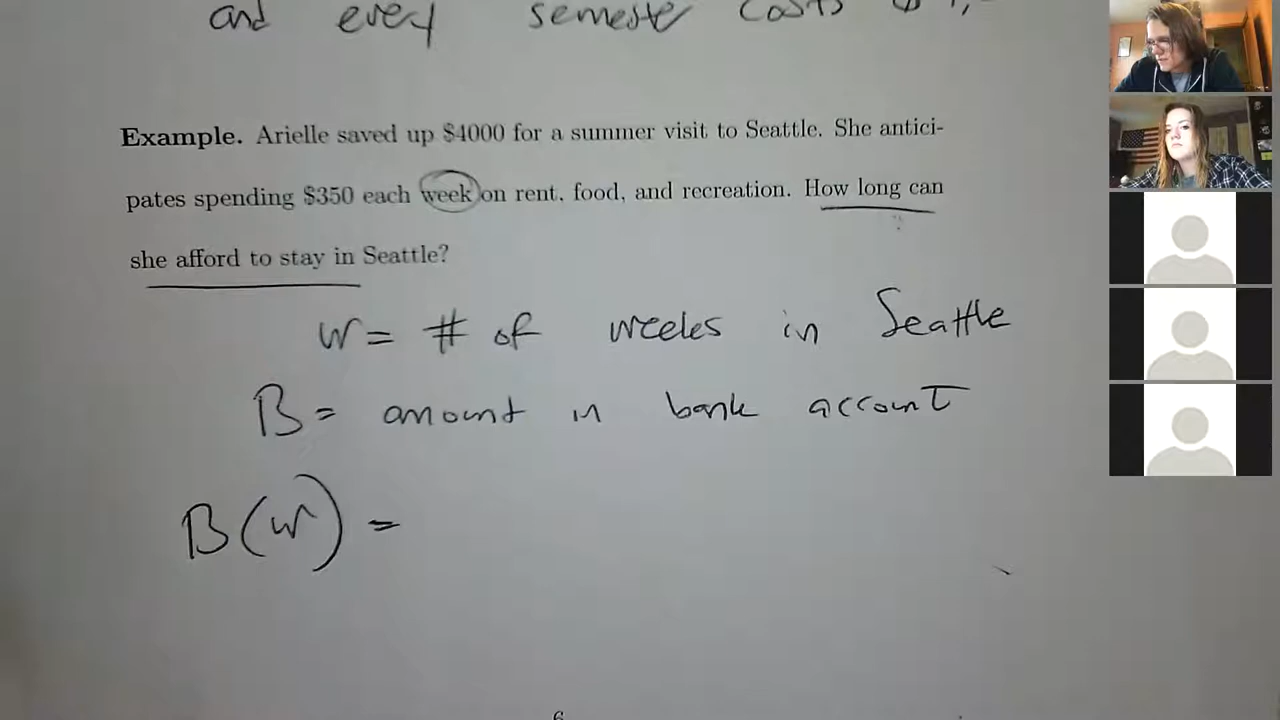 and every semester costs $
Example. Arielle saved up $4000 for a summer visit to Seattle. She antici-
pates spending $350 each week on rent, food, and recreation. How long can
she afford to stay in Seattle?
W = # of weeks in Seattle
B = amount in bank account
B(w) =
6